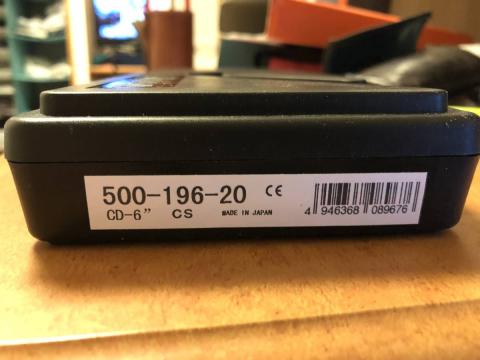 500-196-20 CE
CD-6" CS MADE IN JAPAN
4 946368 089676